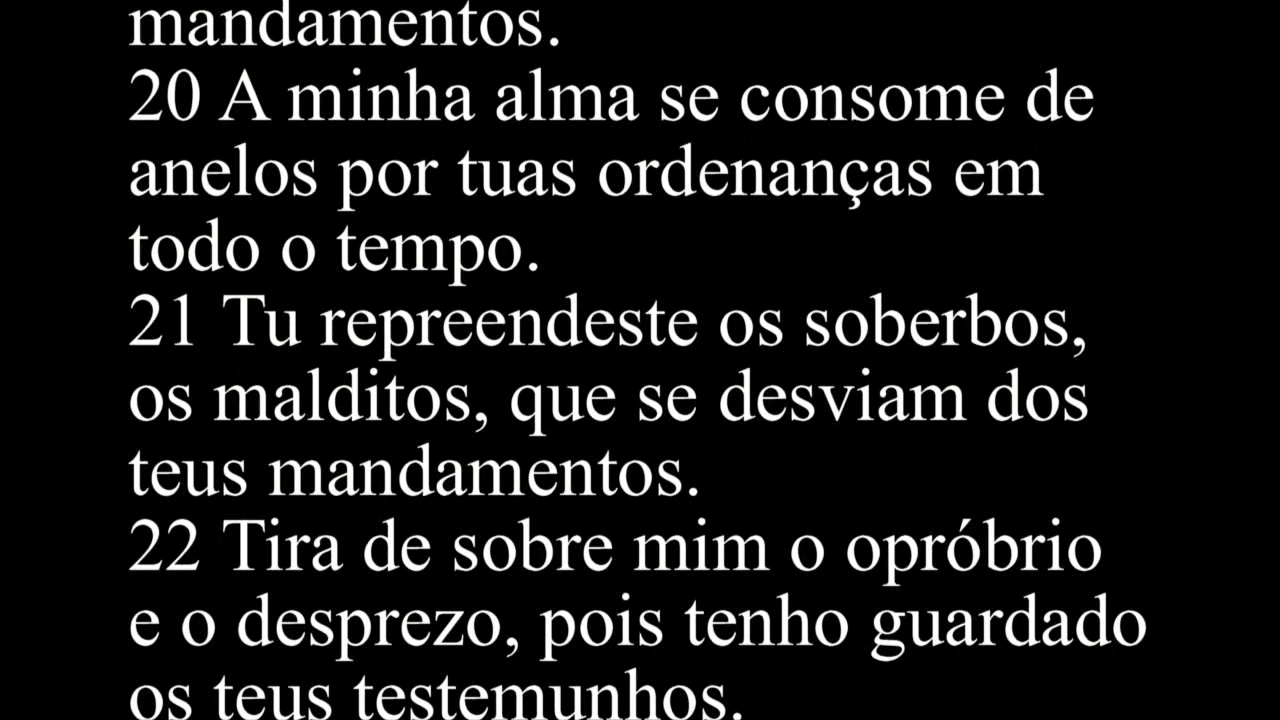 mandamentos.
20 A minha alma se consome de
anelos por tuas ordenanças em
todo o tempo.
21 Tu repreendeste os soberbos,
os malditos, que se desviam dos
teus mandamentos.
22 Tira de sobre mim o opróbrio
e o desprezo, pois tenho guardado
os teus testemunhos.